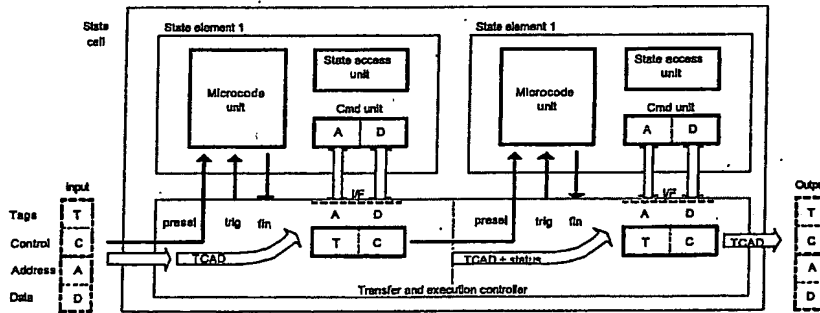 State cell
State element 1
Microcode unit
State access unit
Cmd unit
A D
State element 1
Microcode unit
State access unit
Cmd unit
A D
Input
Tags T
Control C
Address A
Data D
preset trig fin
I/F
A D
T C
TCAD
preset trig fin
I/F
A D
T C
TCAD + status
TCAD
Transfer and execution controller
Output
T
C
A
D